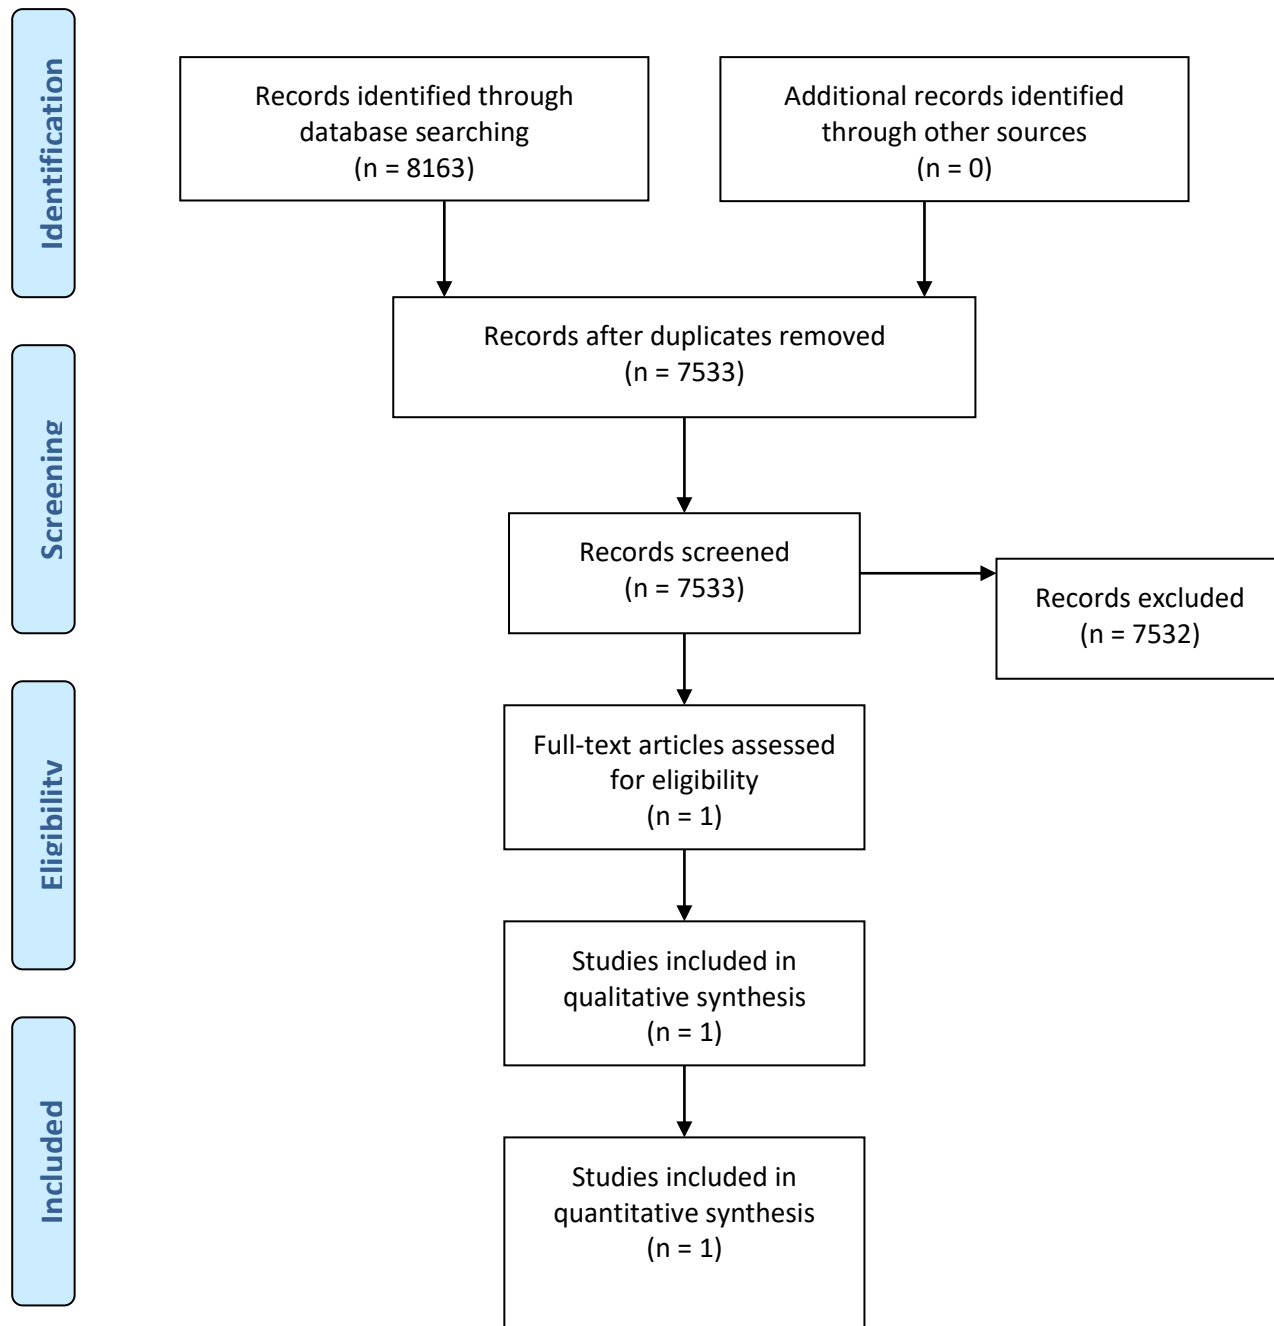 Identification
Records identified through
database searching
(n = 8163)
Additional records identified
through other sources
(n = 0)
Records after duplicates removed
(n = 7533)
Screening
Records screened
(n = 7533)
Records excluded
(n = 7532)
Eligibility
Full-text articles assessed
for eligibility
(n = 1)
Studies included in
qualitative synthesis
(n = 1)
Included
Studies included in
quantitative synthesis
(n = 1)